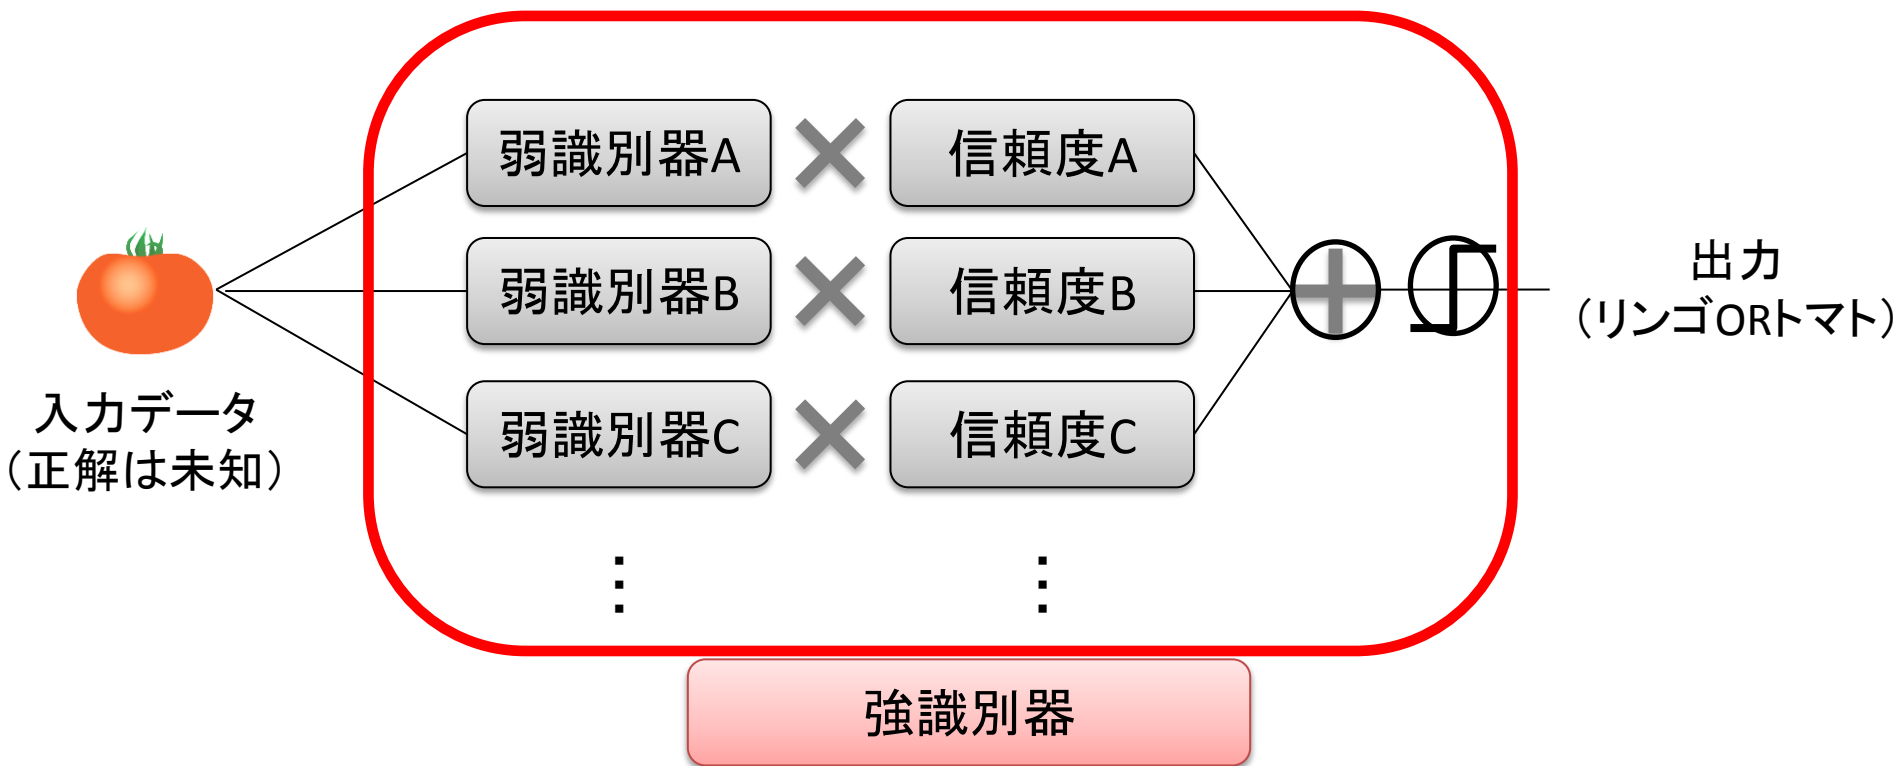 弱識別器A
信頼度A
弱識別器B
信頼度B
弱識別器C
信頼度C
入力データ
（正解は未知）
出力
（リンゴORトマト）
強識別器